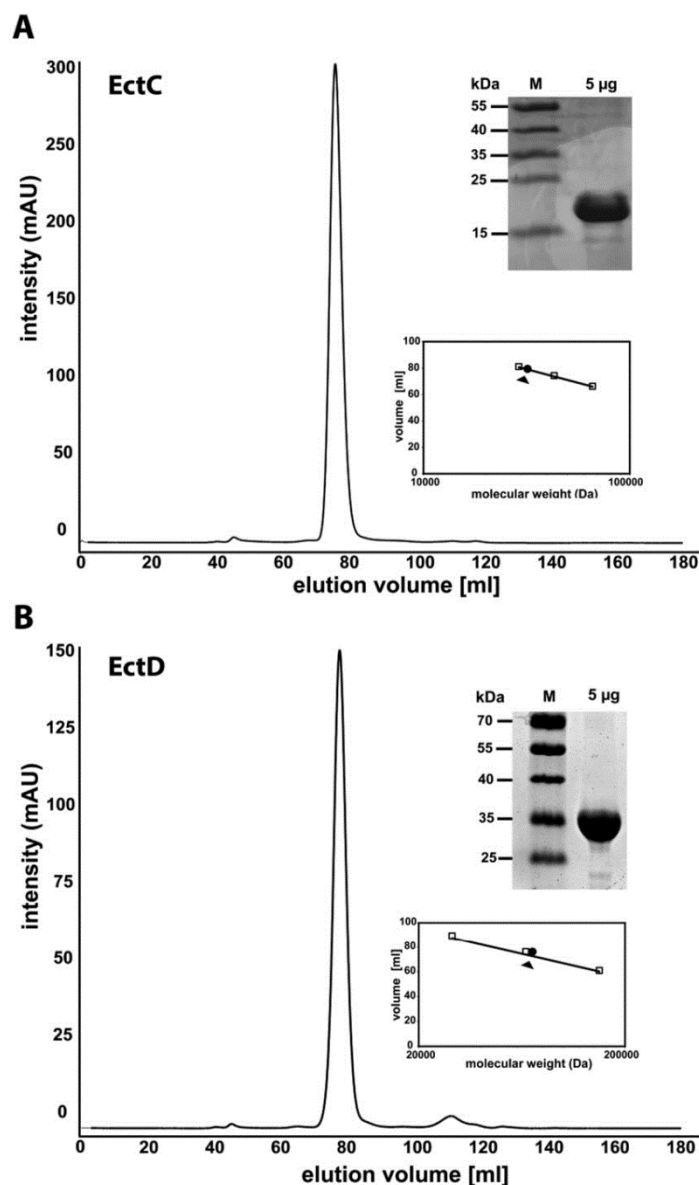 A
EctC
intensity (mAU)
300
250
200
150
100
50
0
0 20 40 60 80 100 120 140 160 180
elution volume [ml]
kDa M 5 µg
55
40
35
25
15
volume [ml]
100
80
60
40
20
0
10000 100000
molecular weight (Da)
B
EctD
intensity (mAU)
150
125
100
75
50
25
0
0 20 40 60 80 100 120 140 160 180
elution volume [ml]
kDa M 5 µg
70
55
40
35
25
volume [ml]
100
80
60
40
20
0
20000 200000
molecular weight (Da)